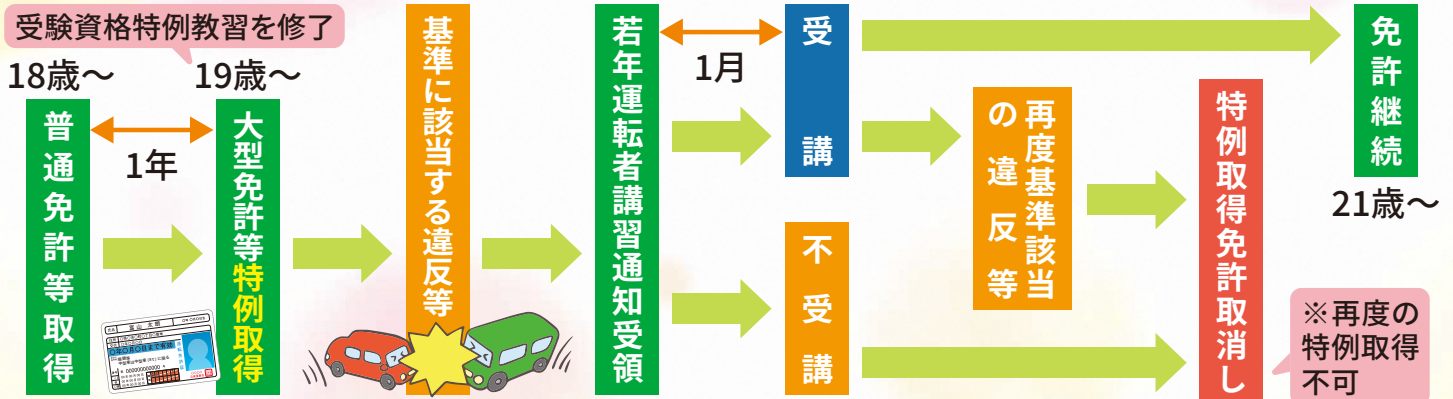 受験資格特例教習を修了
18歳～
19歳～
普通免許等取得
1年
大型免許等特例取得
基準に該当する違反等
若年運転者講習通知受領
1月
受講
不受講
再度基準該当
の違反等
特例取得免許取消し
免許継続
21歳～
※再度の
特例取得
不可